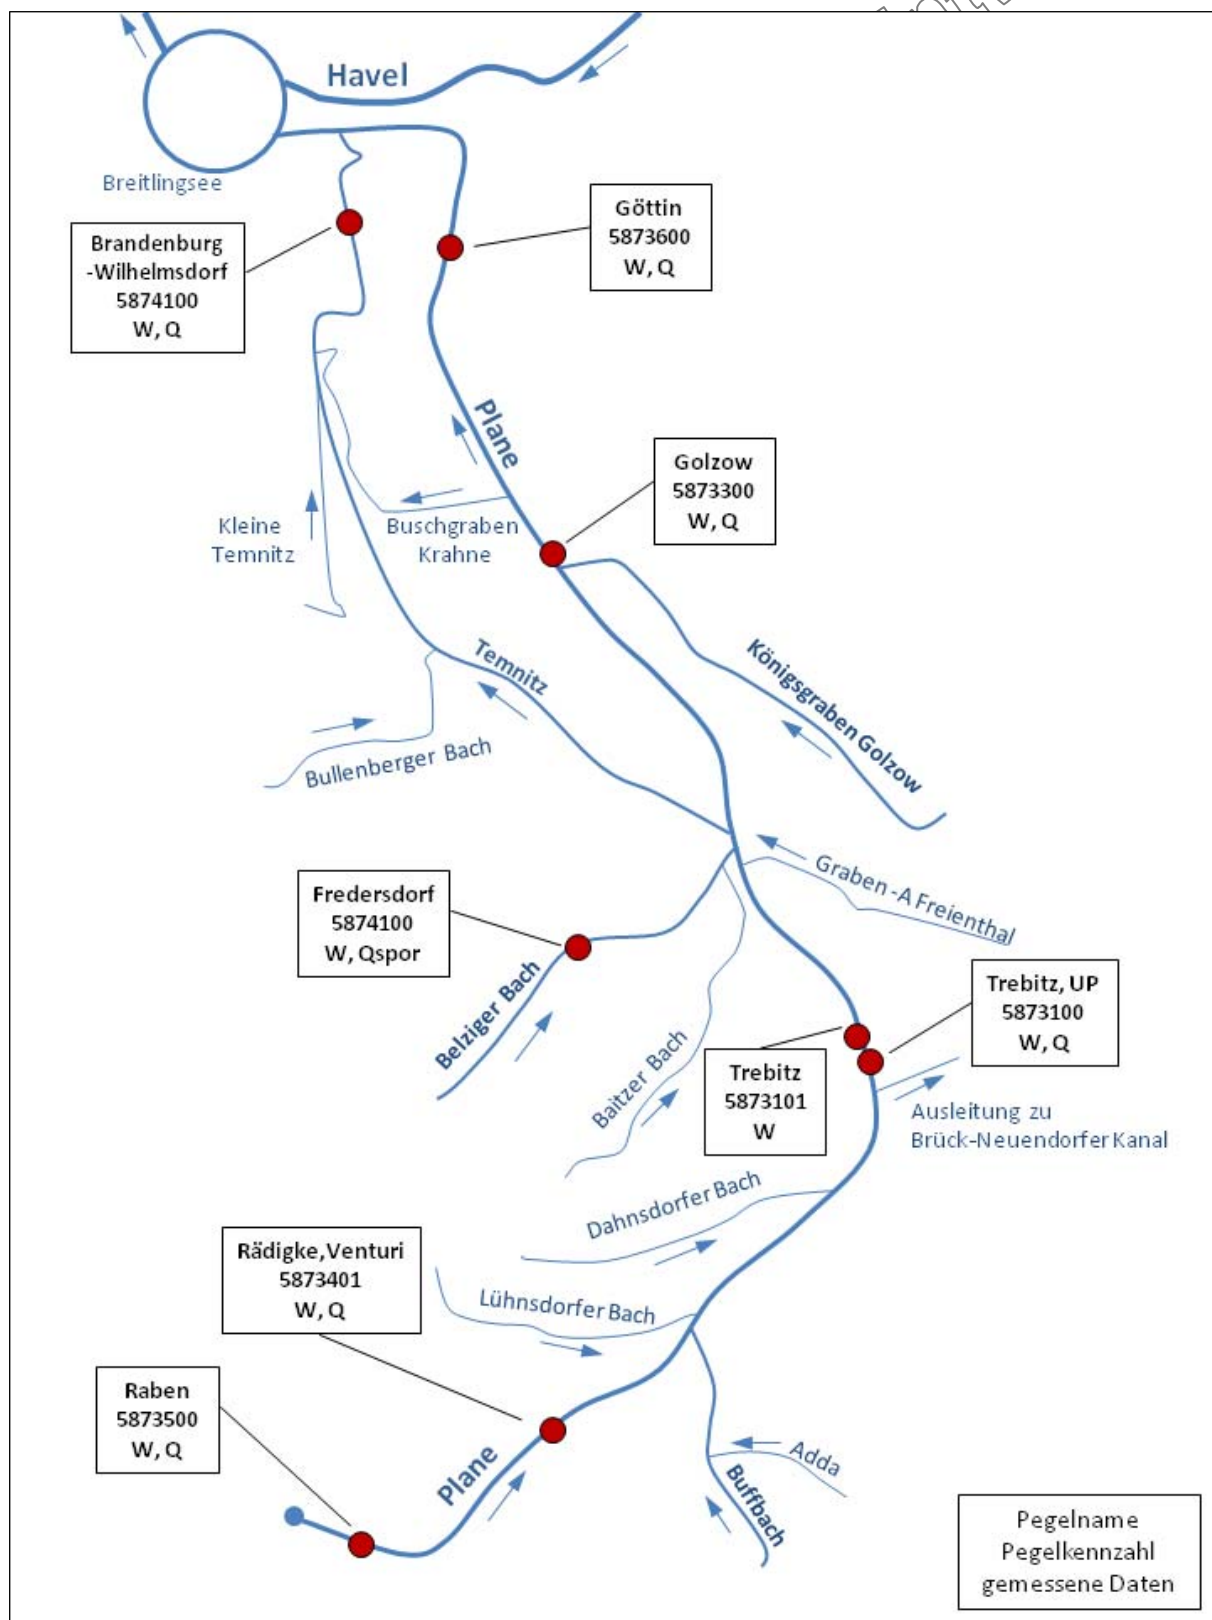 Havel
Breitlingsee
Göttin
5873600
W, Q
Brandenburg
-Wilhelmsdorf
5874100
W, Q
Plane
Golzow
5873300
W, Q
Kleine
Temnitz
Buschgraben
Krahne
Temnitz
Königsgraben Golzow
Bullenberger Bach
Graben -A Freienthal
Fredersdorf
5874100
W, Qspor
Belziger Bach
Baitzer Bach
Trebitz, UP
5873100
W, Q
Trebitz
5873101
W
Ausleitung zu
Brück-Neuendorfer Kanal
Dahnsdorfer Bach
Rädigke,Venturi
5873401
W, Q
Lühnsdorfer Bach
Raben
5873500
W, Q
Plane
Adda
Buffbach
Pegelname
Pegelkennzahl
gemessene Daten